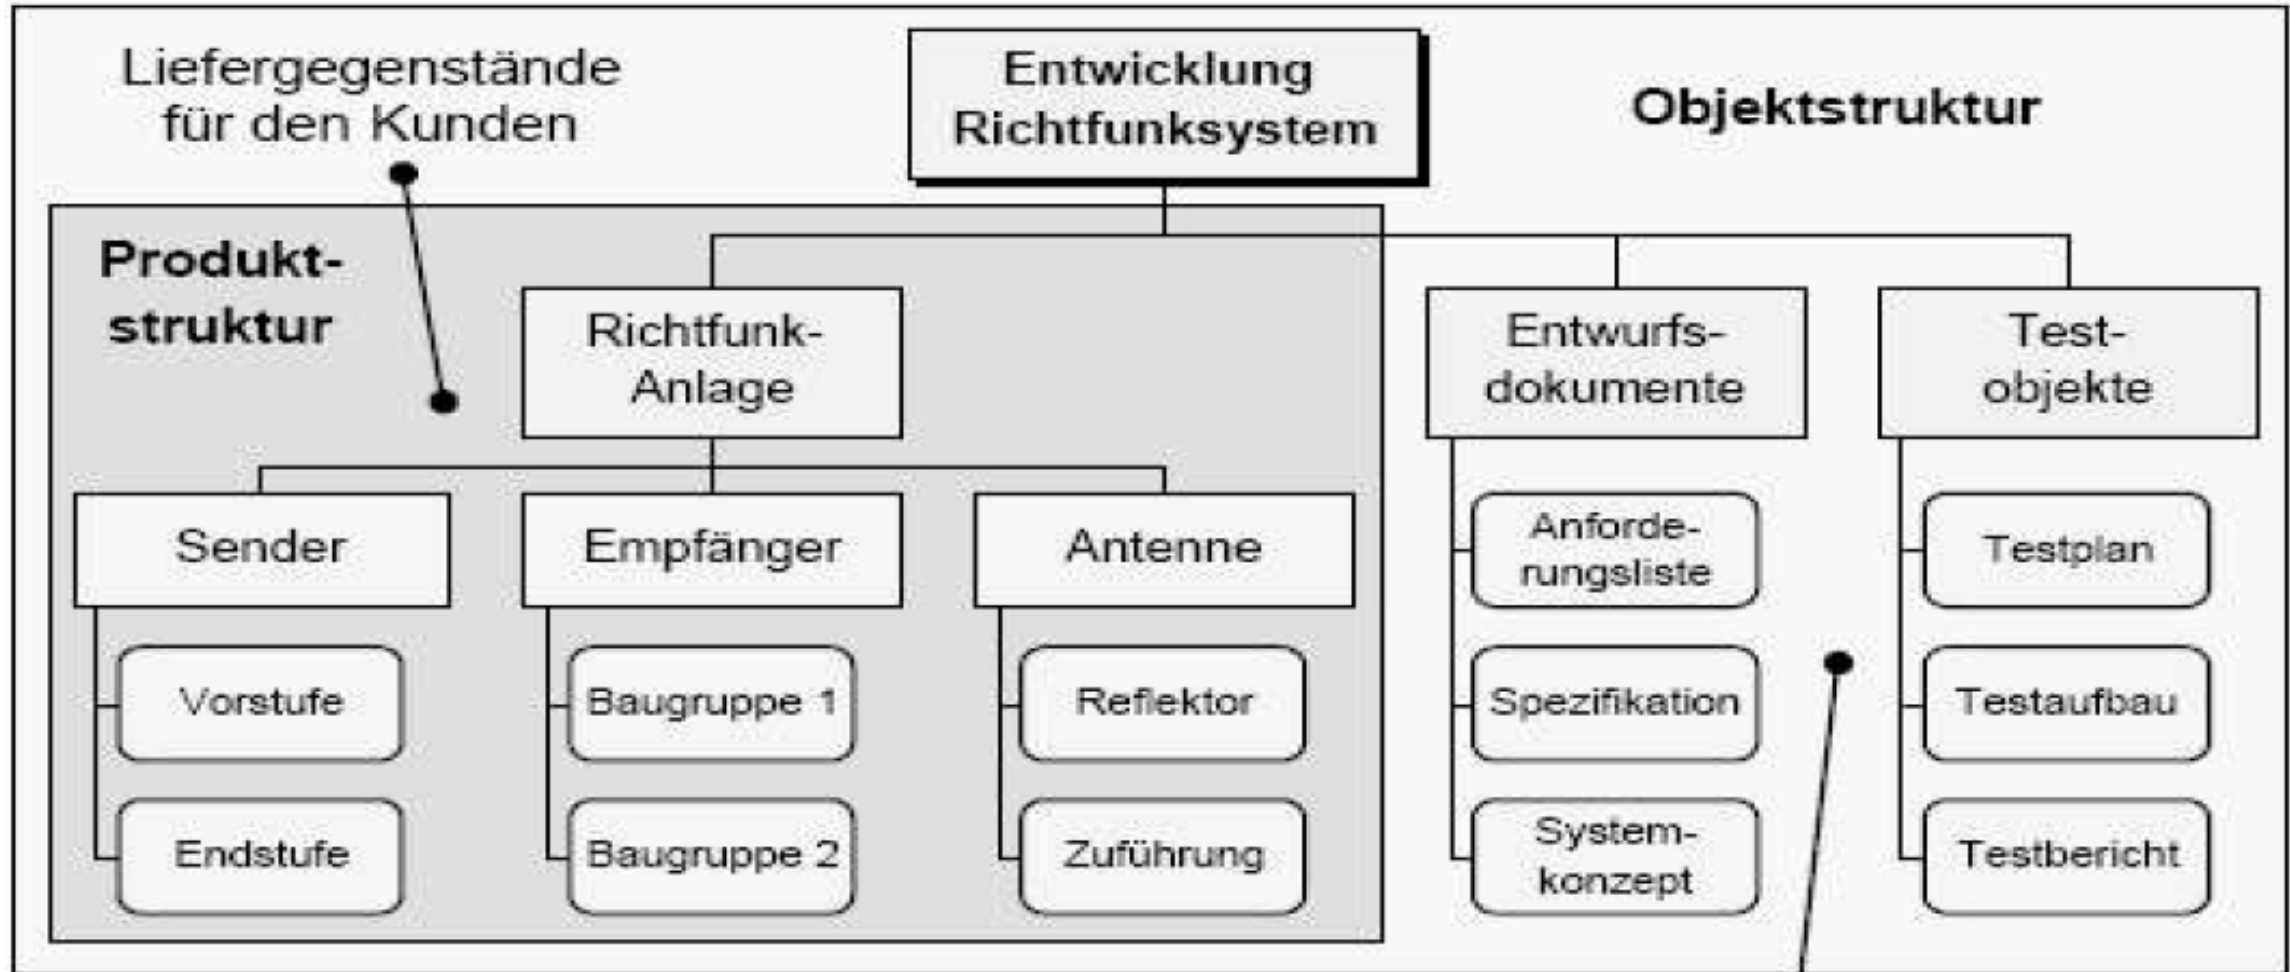 Liefergegenstände
für den Kunden
Entwicklung
Richtfunksystem
Objektstruktur
Produkt-
struktur
Richtfunk-
Anlage
Entwurfs-
dokumente
Test-
objekte
Sender
Empfänger
Antenne
Anforde-
rungsliste
Testplan
Vorstufe
Baugruppe 1
Reflektor
Spezifikation
Testaufbau
Endstufe
Baugruppe 2
Zuführung
System-
konzept
Testbericht